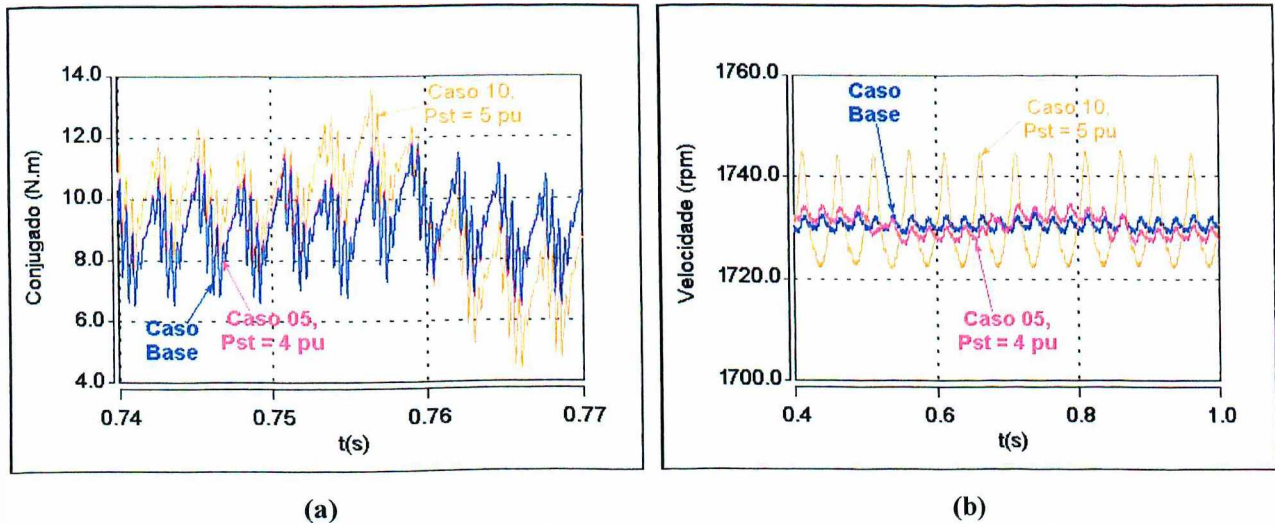 14.0
12.0
10.0
8.0
6.0
4.0
Conjugado (N.m)
Caso 10,
Pst = 5 pu
Caso
Base
Caso 05,
Pst = 4 pu
0.74
0.75
0.76
0.77
t(s)
(a)
1760.0
1740.0
1720.0
1700.0
Velocidade (rpm)
Caso
Base
Caso 10,
Pst = 5 pu
Caso 05,
Pst = 4 pu
0.4
0.6
0.8
1.0
t(s)
(b)